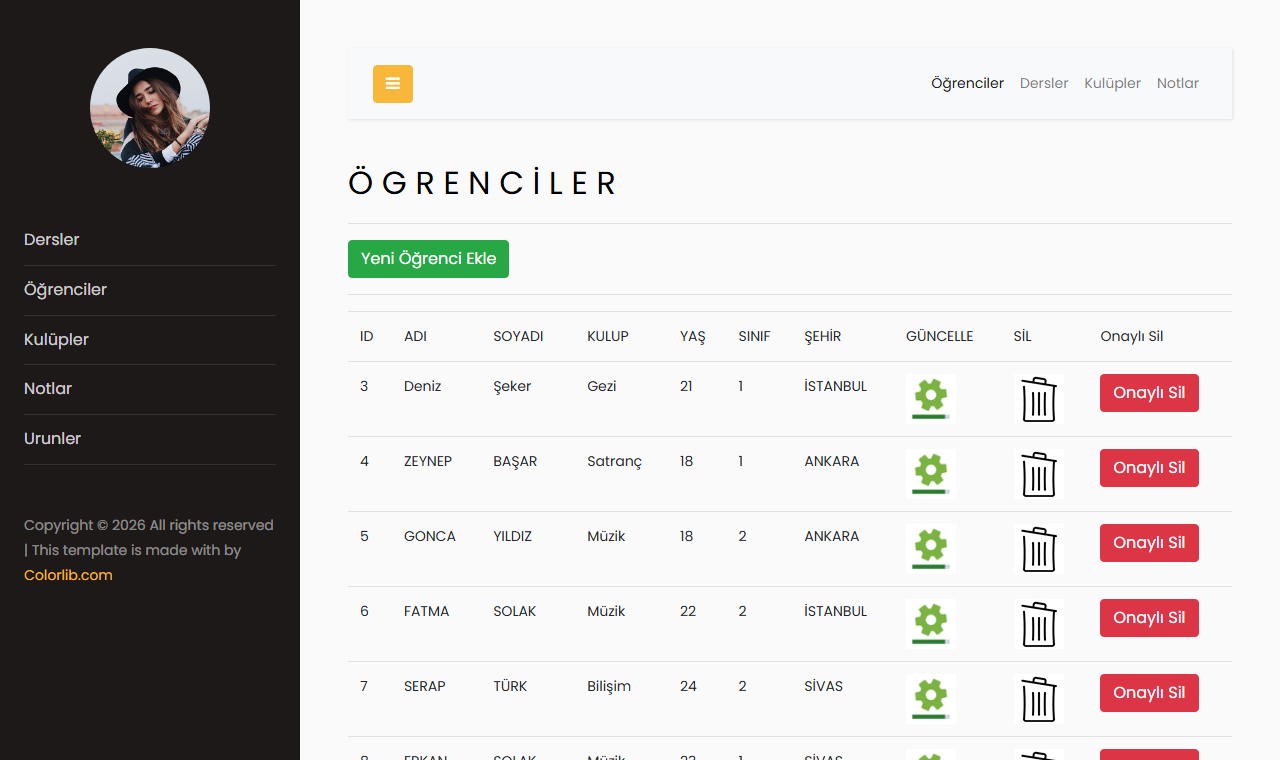 Dersler
Öğrenciler
Kulüpler
Notlar
Urunler
Copyright © 2026 All rights reserved
| This template is made with by
Colorlib.com
Öğrenciler Dersler Kulüpler Notlar
ÖGRENCİLER
Yeni Öğrenci Ekle
ID ADI SOYADI KULUP YAŞ SINIF ŞEHİR GÜNCELLE SİL Onaylı Sil
3 Deniz Şeker Gezi 21 1 İSTANBUL Onaylı Sil
4 ZEYNEP BAŞAR Satranç 18 1 ANKARA Onaylı Sil
5 GONCA YILDIZ Müzik 18 2 ANKARA Onaylı Sil
6 FATMA SOLAK Müzik 22 2 İSTANBUL Onaylı Sil
7 SERAP TÜRK Bilişim 24 2 SİVAS Onaylı Sil